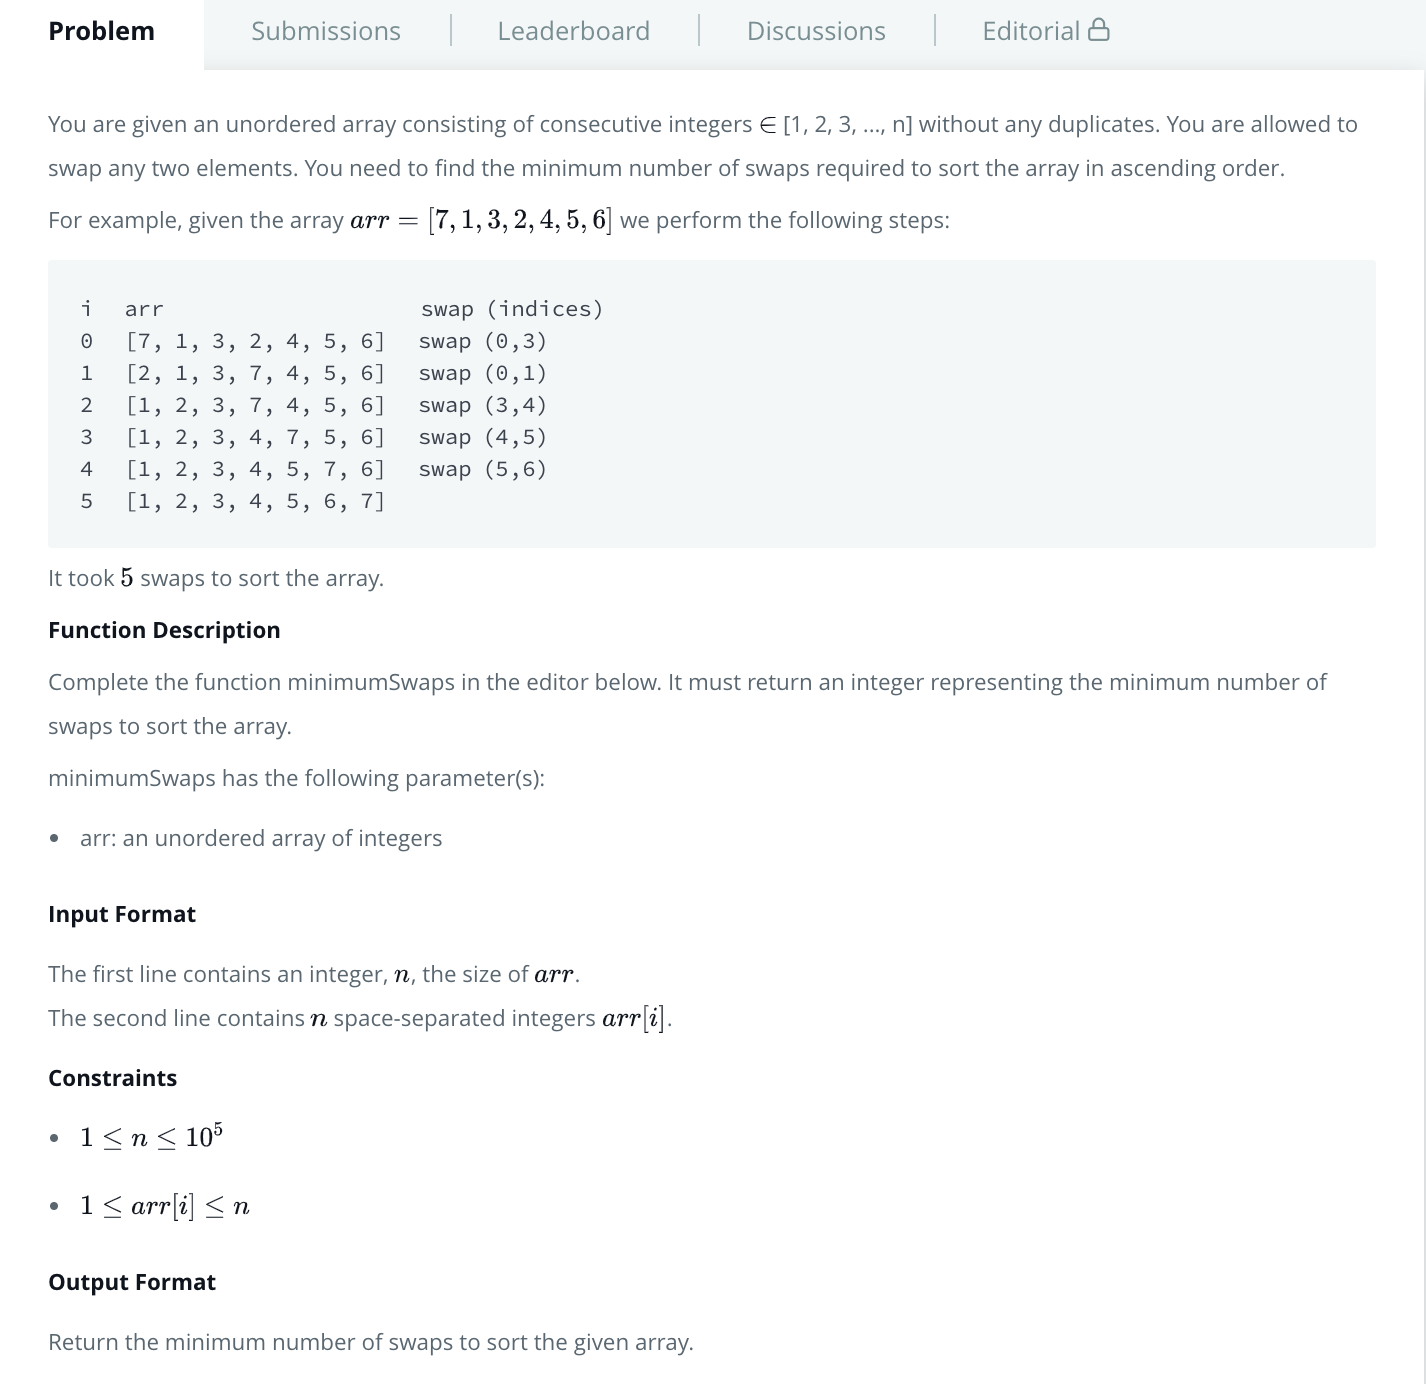 Problem
Submissions
Leaderboard
Discussions
Editorial
You are given an unordered array consisting of consecutive integers ∈ [1, 2, 3, ..., n] without any duplicates. You are allowed to
swap any two elements. You need to find the minimum number of swaps required to sort the array in ascending order.
For example, given the array arr = [7, 1, 3, 2, 4, 5, 6] we perform the following steps:
i   arr                     swap (indices)
0   [7, 1, 3, 2, 4, 5, 6]   swap (0,3)
1   [2, 1, 3, 7, 4, 5, 6]   swap (0,1)
2   [1, 2, 3, 7, 4, 5, 6]   swap (3,4)
3   [1, 2, 3, 4, 7, 5, 6]   swap (4,5)
4   [1, 2, 3, 4, 5, 7, 6]   swap (5,6)
5   [1, 2, 3, 4, 5, 6, 7]
It took 5 swaps to sort the array.
Function Description
Complete the function minimumSwaps in the editor below. It must return an integer representing the minimum number of
swaps to sort the array.
minimumSwaps has the following parameter(s):
• arr: an unordered array of integers
Input Format
The first line contains an integer, n, the size of arr.
The second line contains n space-separated integers arr[i].
Constraints
• 1 ≤ n ≤ 10⁵
• 1 ≤ arr[i] ≤ n
Output Format
Return the minimum number of swaps to sort the given array.